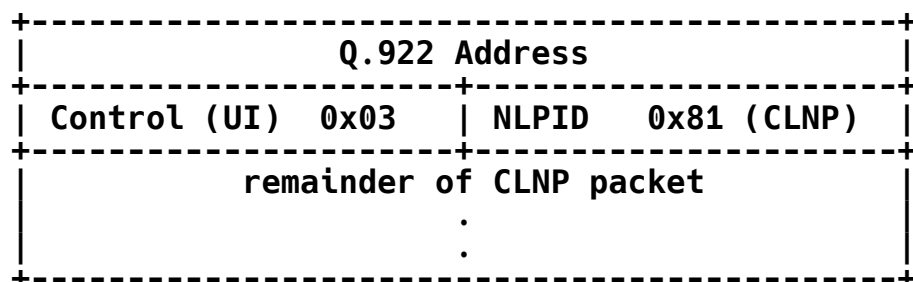 +-----------------------------------------------+
|                 Q.922 Address                 |
+-----------------------+-----------------------+
| Control (UI)  0x03   | NLPID   0x81 (CLNP)  |
+-----------------------+-----------------------+
|            remainder of CLNP packet            |
|                       .                       |
|                       .                       |
+-----------------------------------------------+